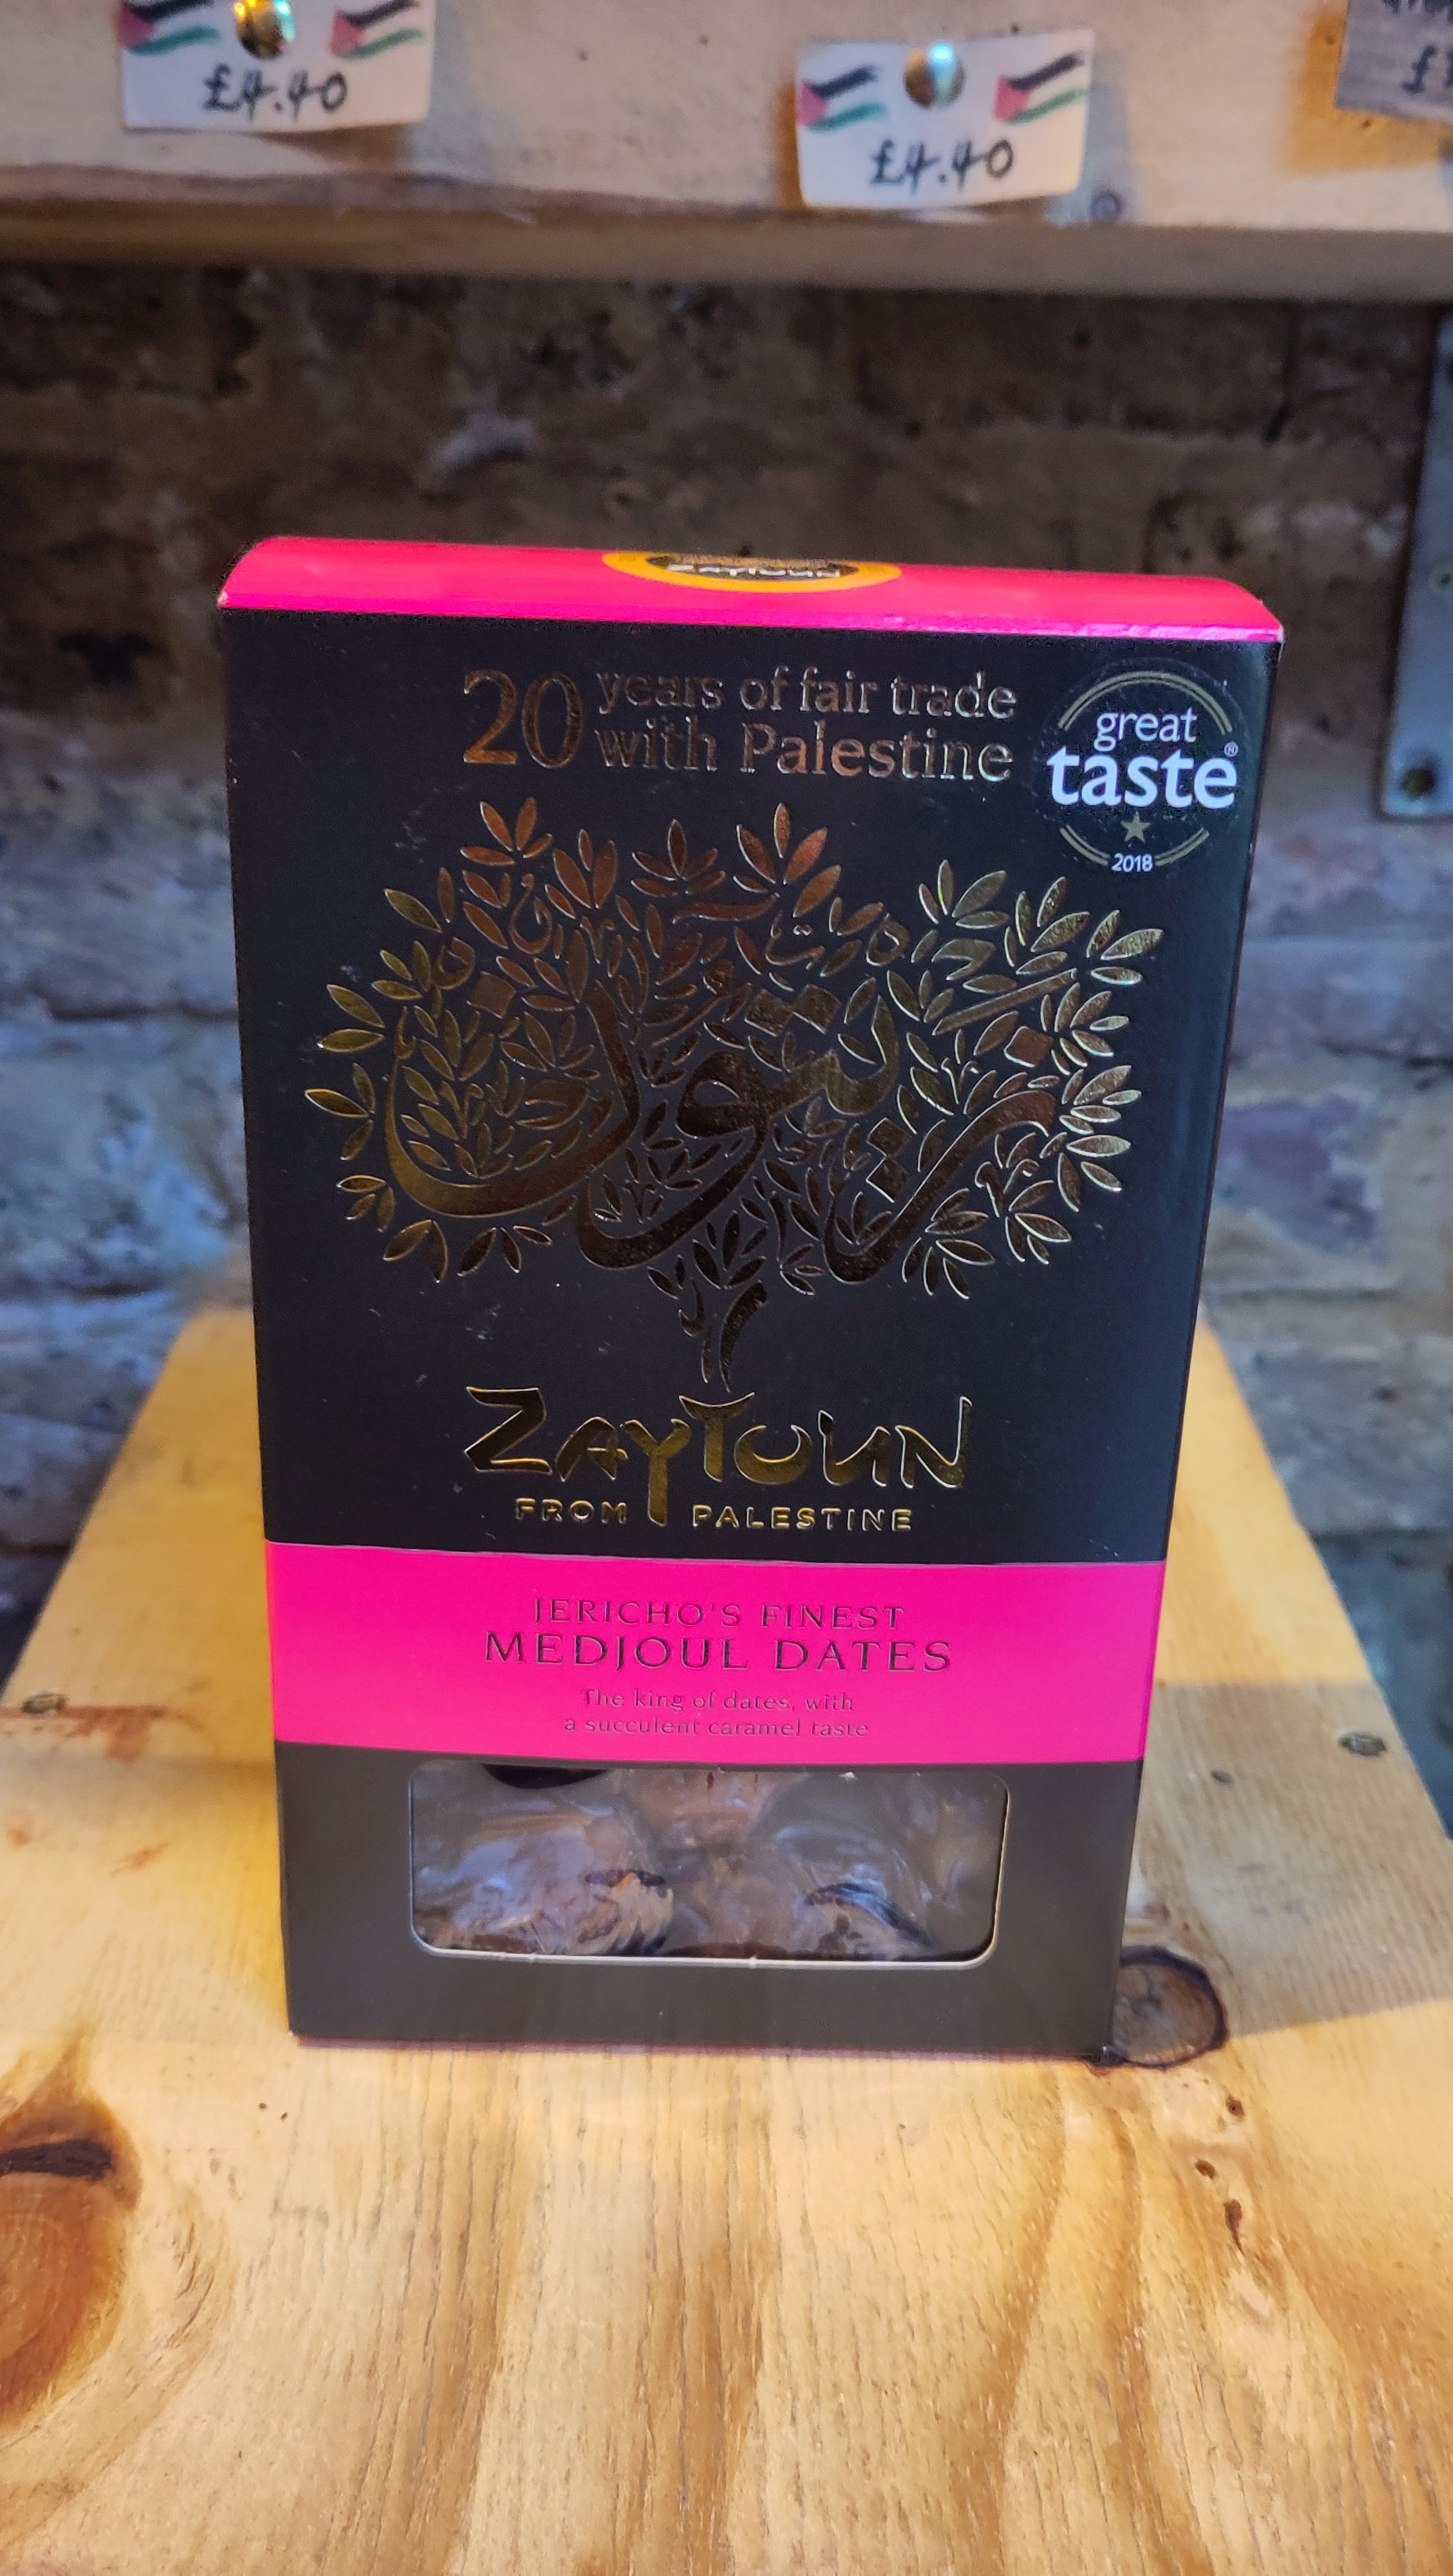 £4.40
£4.40
ZAYTOUN
20 years of fair trade
with Palestine
great
taste®
2018
زيتون
ZAYTOUN
FROM PALESTINE
JERICHO'S FINEST
MEDJOUL DATES
The king of dates, with
a succulent caramel taste